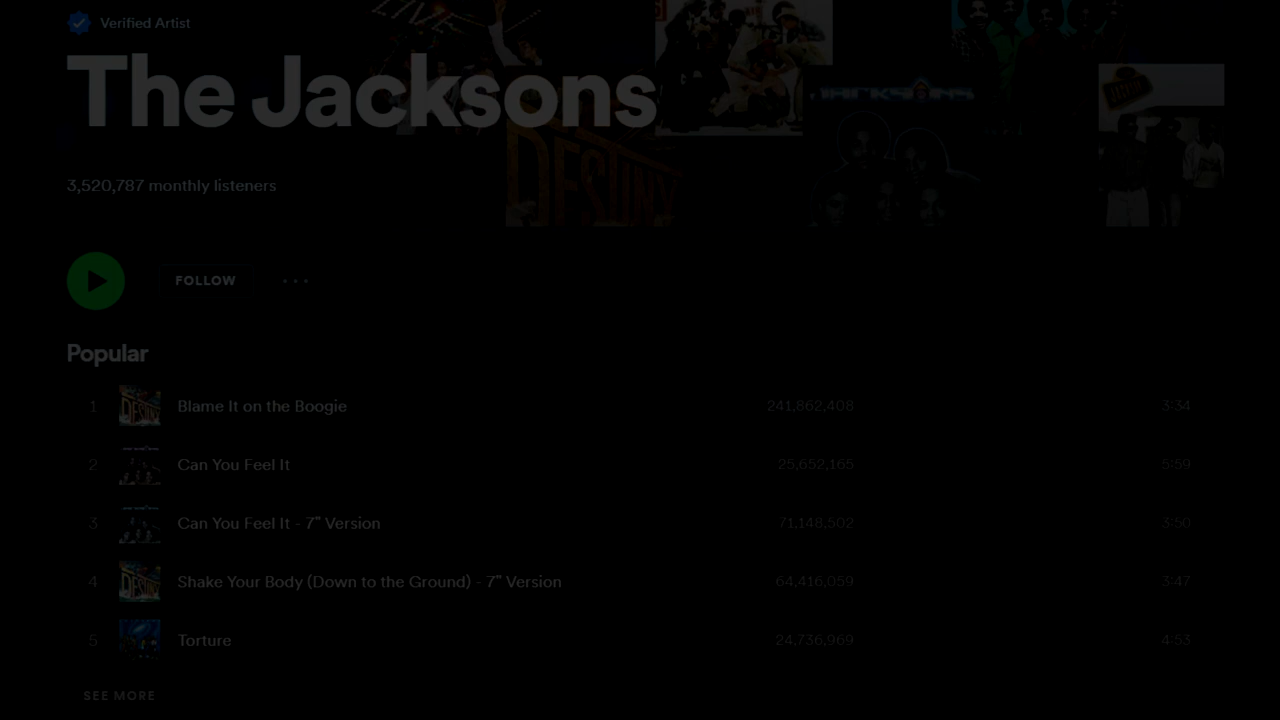 Verified Artist
The Jacksons
JACKSONS
DESTINY
3,520,787 monthly listeners
FOLLOW
Popular
1 Blame It on the Boogie 241,862,408 3:34
2 Can You Feel It 25,652,165 5:59
3 Can You Feel It - 7" Version 71,148,502 3:50
4 Shake Your Body (Down to the Ground) - 7" Version 64,416,059 3:47
5 Torture 24,736,969 4:53
SEE MORE